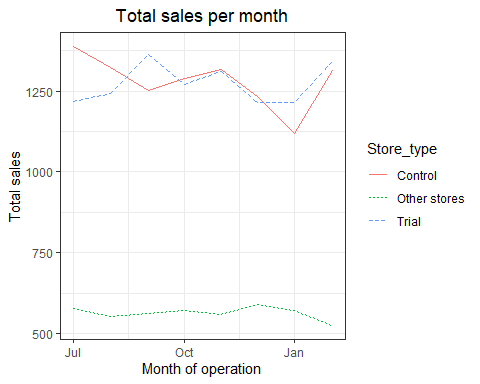 Total sales per month
Total sales
1250
1000
750
500
Jul
Oct
Jan
Month of operation
Store_type
Control
Other stores
Trial